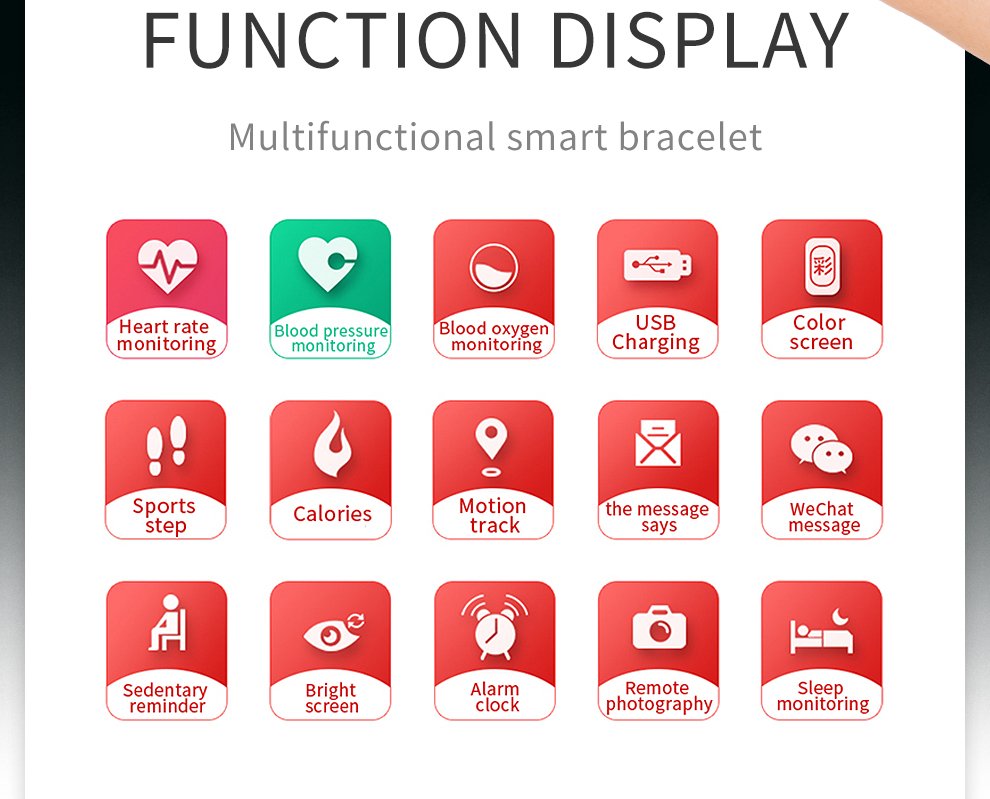 FUNCTION DISPLAY
Multifunctional smart bracelet
Heart rate
monitoring
Blood pressure
monitoring
Blood oxygen
monitoring
USB
Charging
彩
Color
screen
Sports
step
Calories
Motion
track
the message
says
WeChat
message
Sedentary
reminder
Bright
screen
Alarm
clock
Remote
photography
Sleep
monitoring